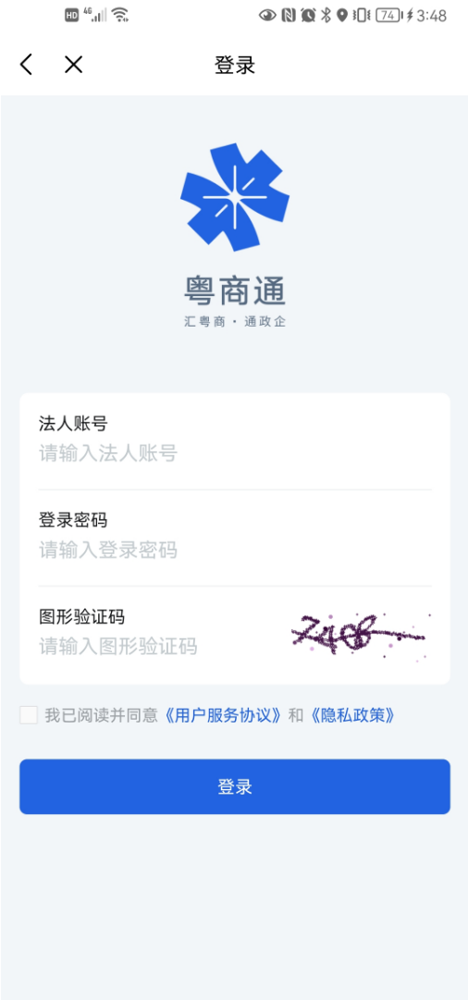 HD 4G 74 3:48
登录
粤商通
汇粤商·通政企
法人账号
请输入法人账号
登录密码
请输入登录密码
图形验证码
请输入图形验证码
我已阅读并同意《用户服务协议》和《隐私政策》
登录